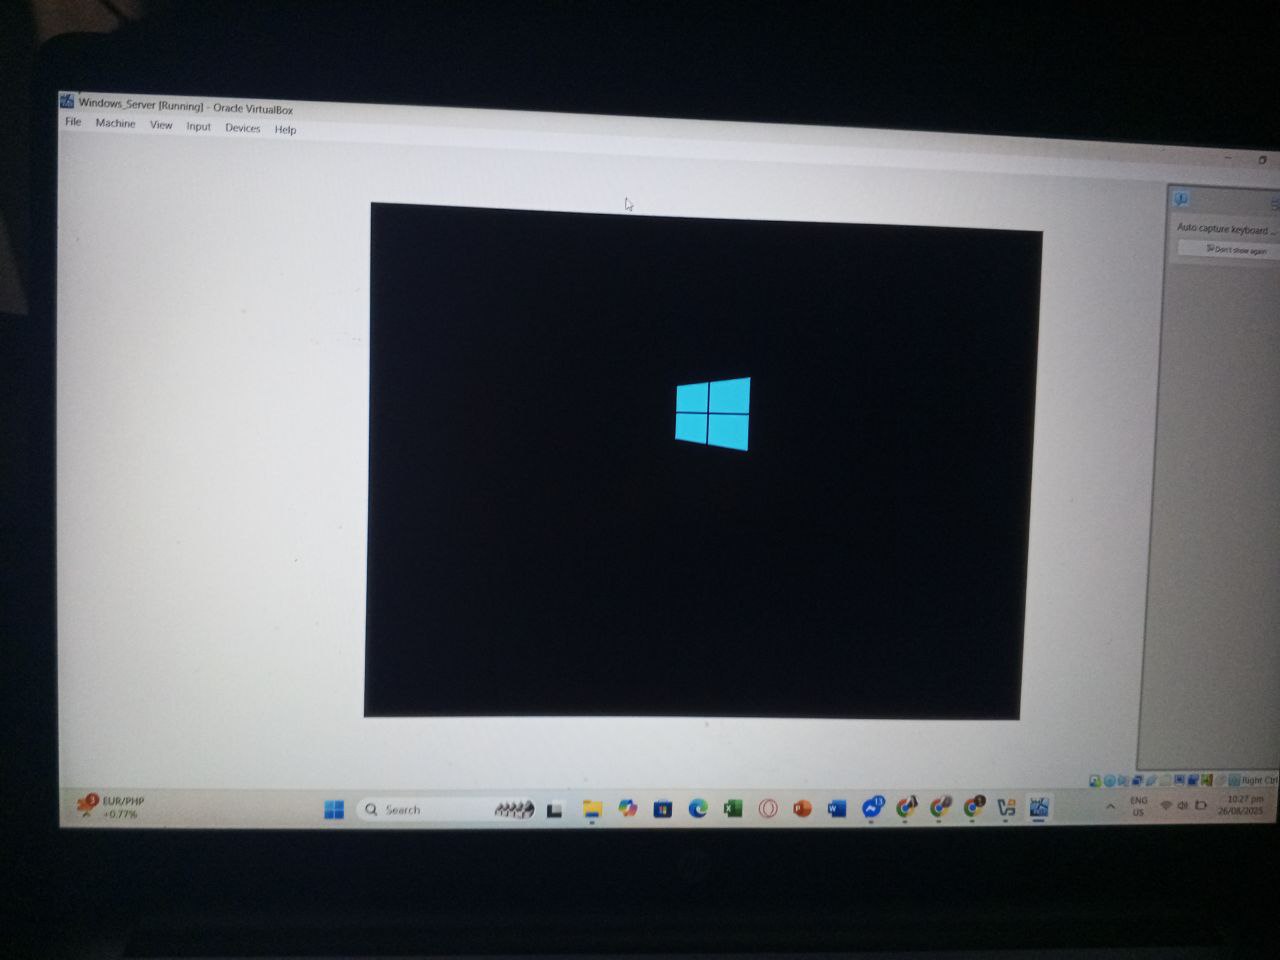 Windows_Server [Running] - Oracle VirtualBox
File Machine View Input Devices Help
Auto capture keyboard ...
Don't show again
Right Ctrl
EUR/PHP
+0.77%
Search
13
ENG
US
10:27 pm
26/08/2025